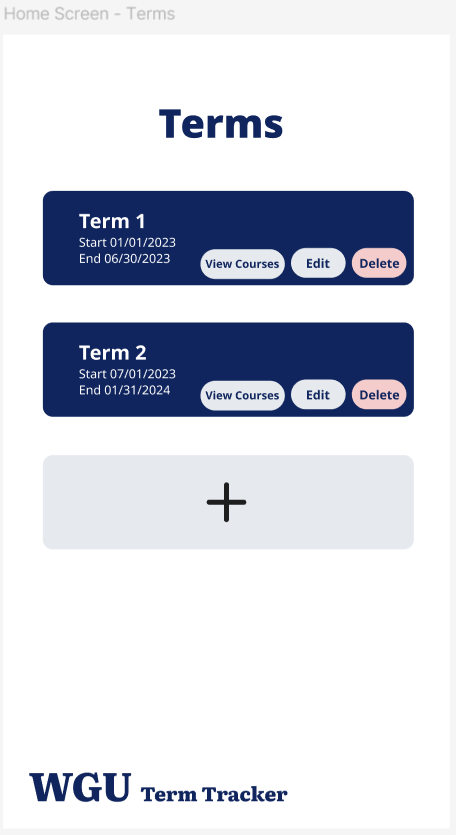 Home Screen - Terms
Terms
Term 1
Start 01/01/2023
End 06/30/2023
View Courses
Edit
Delete
Term 2
Start 07/01/2023
End 01/31/2024
View Courses
Edit
Delete
WGU Term Tracker